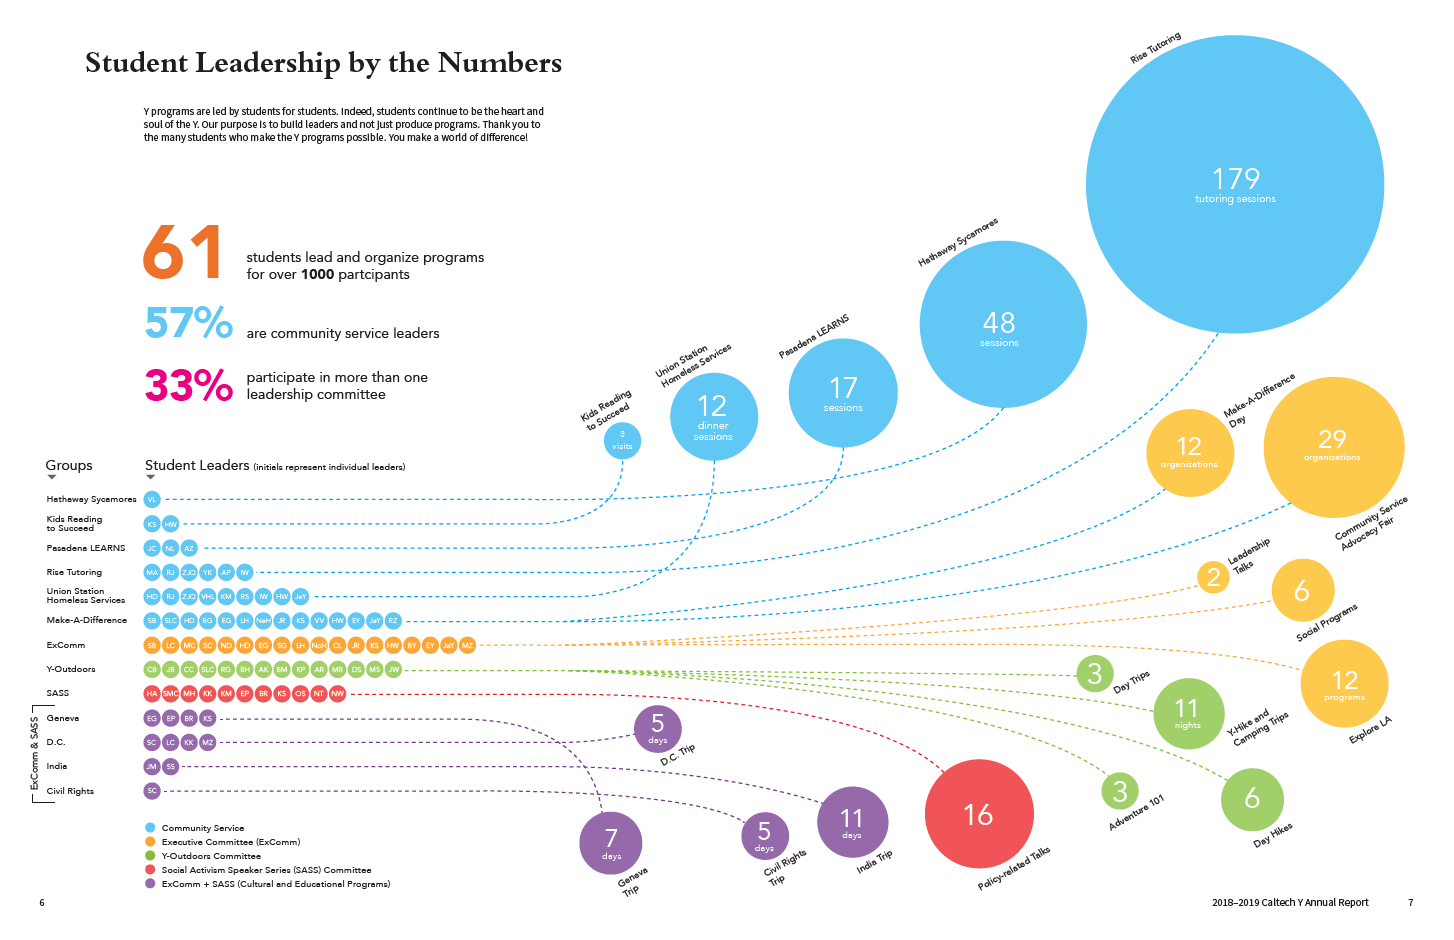 Student Leadership by the Numbers
Y programs are led by students for students. Indeed, students continue to be the heart and
soul of the Y. Our purpose is to build leaders and not just produce programs. Thank you to
the many students who make the Y programs possible. You make a world of difference!
61
students lead and organize programs
for over 1000 partcipants
57%
are community service leaders
33%
participate in more than one
leadership committee
Rise Tutoring
179
tutoring sessions
Hathaway Sycamores
48
sessions
Pasadena LEARNS
17
sessions
Union Station
Homeless Services
12
dinner
sessions
Kids Reading
to Succeed
3
visits
Make-A-Difference
Day
12
organizations
29
organizations
Community Service
Advocacy Fair
Leadership
Talks
2
6
Social Programs
12
programs
Explore LA
3
Day Trips
11
nights
Y-Hike and
Camping Trips
3
Adventure 101
6
Day Hikes
16
Policy-related Talks
5
days
D.C. Trip
7
days
Geneva
Trip
5
days
Civil Rights
Trip
11
days
India Trip
Groups
Student Leaders (initials represent individual leaders)
Hathaway Sycamores VL
Kids Reading
to Succeed
KS HW
Pasadena LEARNS JC NL AZ
Rise Tutoring MA RJ ZJQ YK AP IW
Union Station
Homeless Services
HD RJ ZJQ VHL KM RS IW HW JaY
Make-A-Difference SB SLC HD RG EG LH NeH JR KS VV HW EY JaY RZ
ExComm SB LC MC SC ND HD EG SG LH NoH CL JR KS HW BY EY JaY MZ
Y-Outdoors CB JB CC SLC RG BH AK BM KP AR MR DS MS JW
SASS HA SMC MH KK KM EP BR KS OS NT NW
ExComm & SASS
Geneva EG EP BR KS
D.C. SC LC KK MZ
India JM SS
Civil Rights SC
Community Service
Executive Committee (ExComm)
Y-Outdoors Committee
Social Activism Speaker Series (SASS) Committee
ExComm + SASS (Cultural and Educational Programs)
6
2018–2019 Caltech Y Annual Report
7